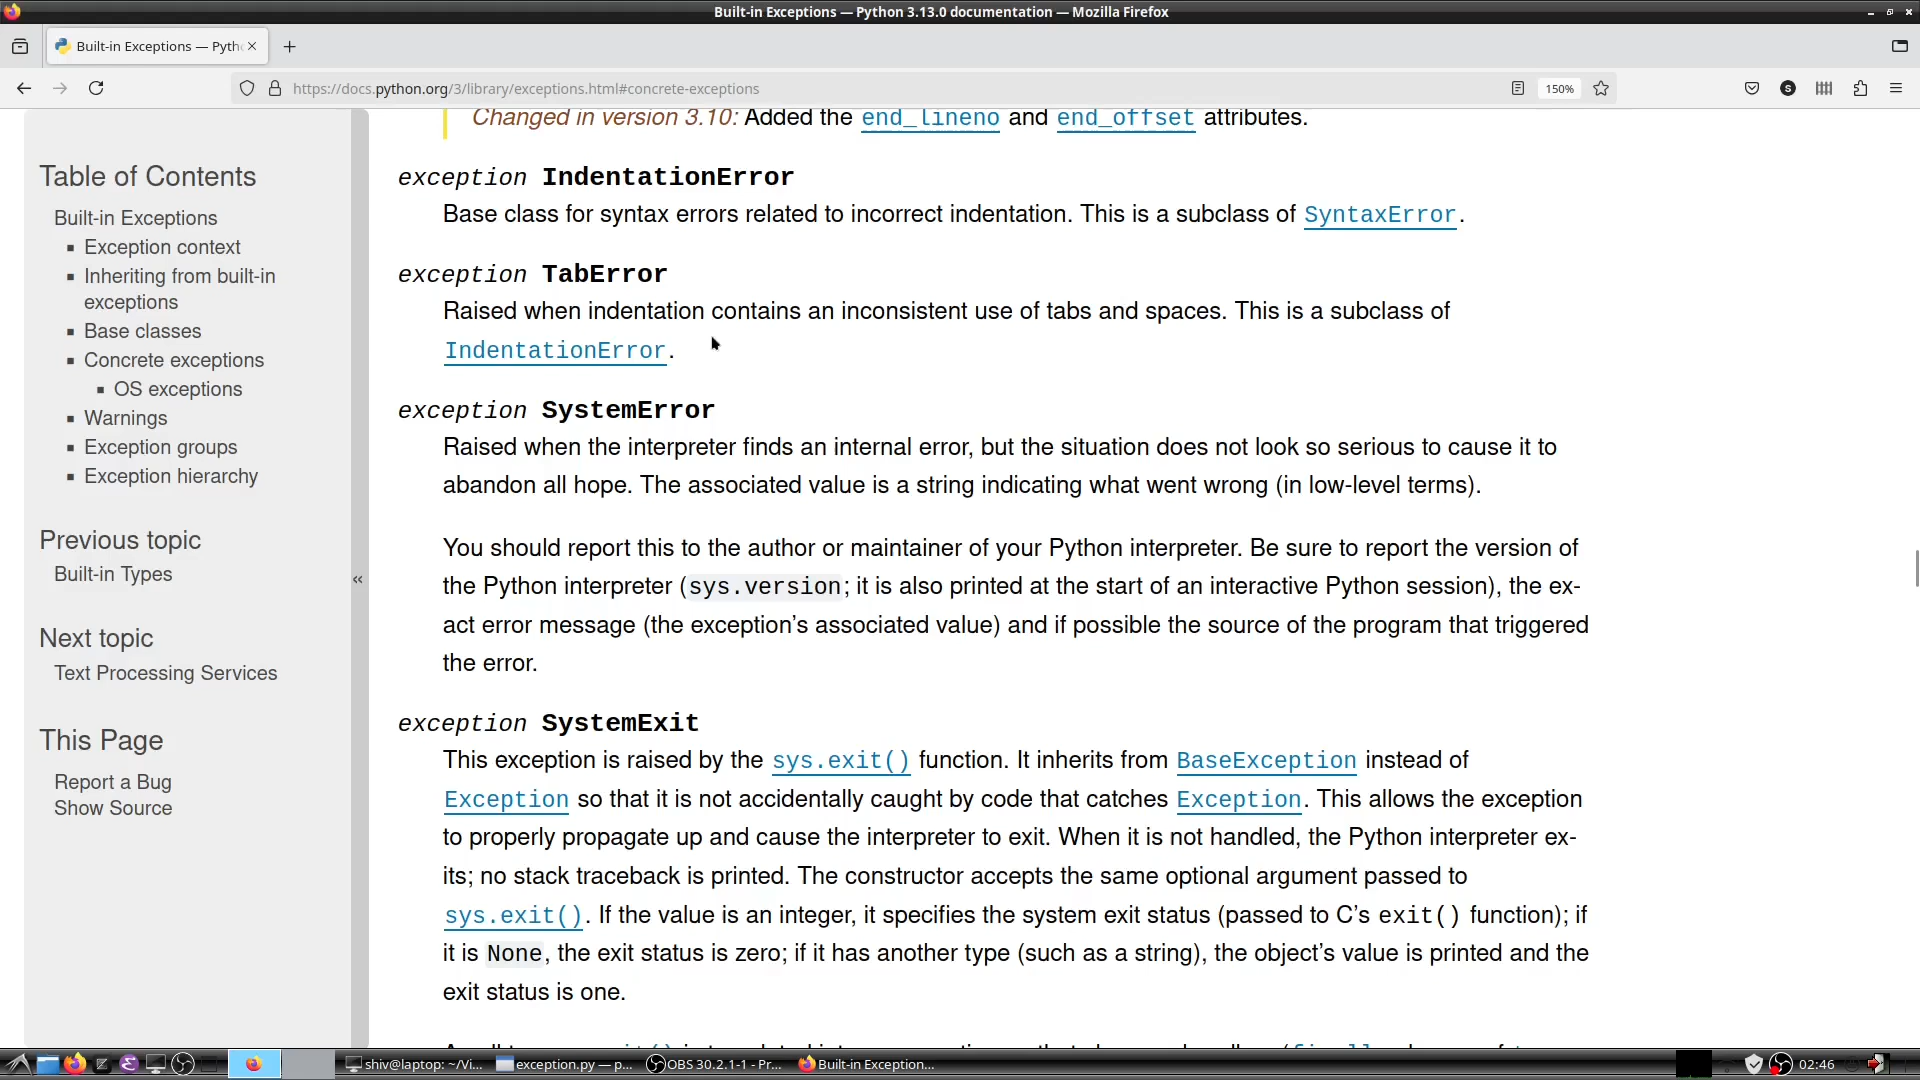 Built-in Exceptions — Python 3.13.0 documentation — Mozilla Firefox
Built-in Exceptions — Pyth
https://docs.python.org/3/library/exceptions.html#concrete-exceptions
150%
S
Table of Contents
Built-in Exceptions
Exception context
Inheriting from built-in
exceptions
Base classes
Concrete exceptions
OS exceptions
Warnings
Exception groups
Exception hierarchy
Previous topic
Built-in Types
Next topic
Text Processing Services
This Page
Report a Bug
Show Source
«
Changed in version 3.10: Added the end_lineno and end_offset attributes.
exception IndentationError
Base class for syntax errors related to incorrect indentation. This is a subclass of SyntaxError.
exception TabError
Raised when indentation contains an inconsistent use of tabs and spaces. This is a subclass of
IndentationError.
exception SystemError
Raised when the interpreter finds an internal error, but the situation does not look so serious to cause it to
abandon all hope. The associated value is a string indicating what went wrong (in low-level terms).
You should report this to the author or maintainer of your Python interpreter. Be sure to report the version of
the Python interpreter (sys.version; it is also printed at the start of an interactive Python session), the ex-
act error message (the exception’s associated value) and if possible the source of the program that triggered
the error.
exception SystemExit
This exception is raised by the sys.exit() function. It inherits from BaseException instead of
Exception so that it is not accidentally caught by code that catches Exception. This allows the exception
to properly propagate up and cause the interpreter to exit. When it is not handled, the Python interpreter ex-
its; no stack traceback is printed. The constructor accepts the same optional argument passed to
sys.exit(). If the value is an integer, it specifies the system exit status (passed to C’s exit() function); if
it is None, the exit status is zero; if it has another type (such as a string), the object’s value is printed and the
exit status is one.
shiv@laptop: ~/Vi...
exception.py — p...
OBS 30.2.1-1 - Pr...
Built-in Exception...
02:46